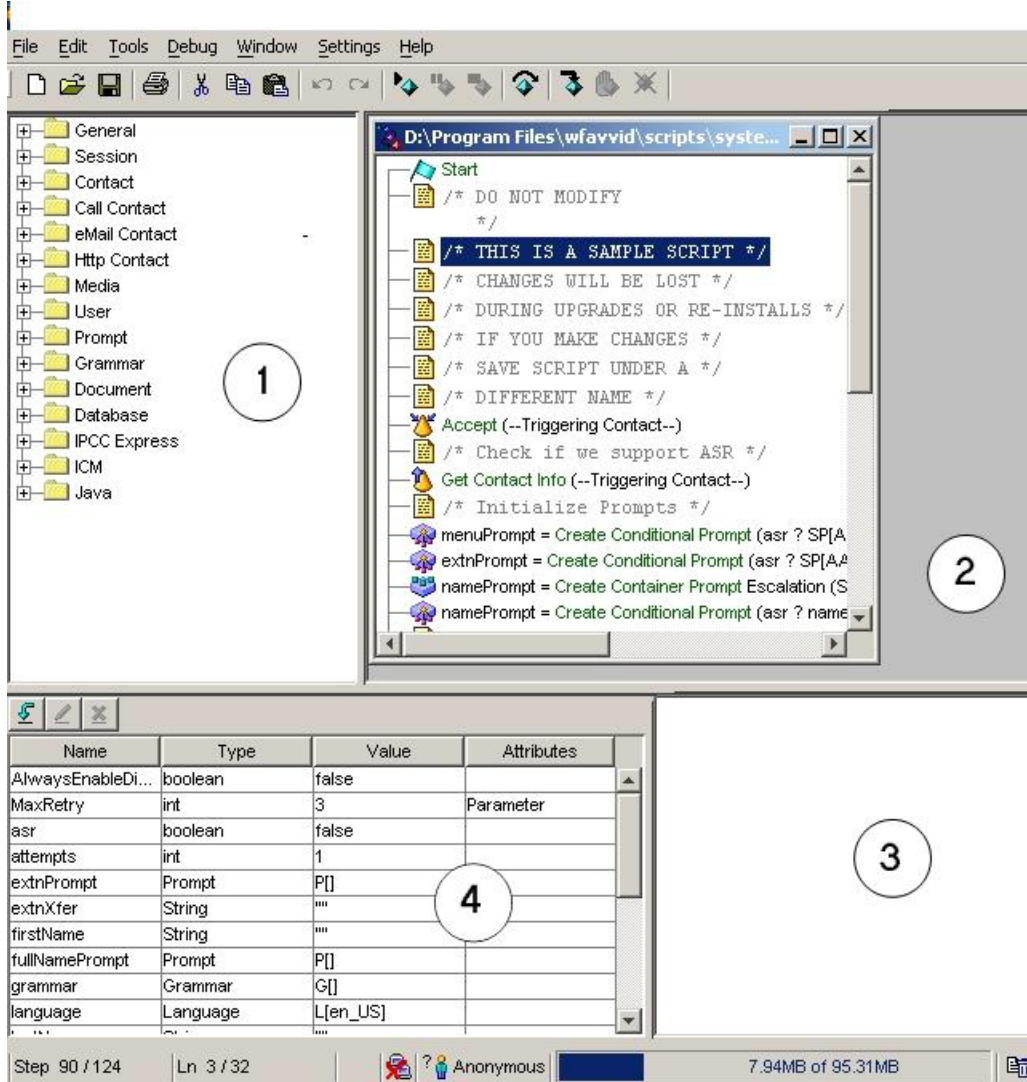 File Edit Tools Debug Window Settings Help
General
Session
Contact
Call Contact
eMail Contact
Http Contact
Media
User
Prompt
Grammar
Document
Database
IPCC Express
ICM
Java
1
D:\Program Files\wfavvid\scripts\syste...
Start
/* DO NOT MODIFY
*/
/* THIS IS A SAMPLE SCRIPT */
/* CHANGES WILL BE LOST */
/* DURING UPGRADES OR RE-INSTALLS */
/* IF YOU MAKE CHANGES */
/* SAVE SCRIPT UNDER A */
/* DIFFERENT NAME */
Accept (--Triggering Contact--)
/* Check if we support ASR */
Get Contact Info (--Triggering Contact--)
/* Initialize Prompts */
menuPrompt = Create Conditional Prompt (asr ? SP[A
extnPrompt = Create Conditional Prompt (asr ? SP[AA
namePrompt = Create Container Prompt Escalation (S
namePrompt = Create Conditional Prompt (asr ? name
2
Name Type Value Attributes
AlwaysEnableDi... boolean false
MaxRetry int 3 Parameter
asr boolean false
attempts int 1
extnPrompt Prompt P[]
extnXfer String ""
firstName String ""
fullNamePrompt Prompt P[]
grammar Grammar G[]
language Language L[en_US]
4
3
Step 90 / 124 Ln 3 / 32 ? Anonymous 7.94MB of 95.31MB